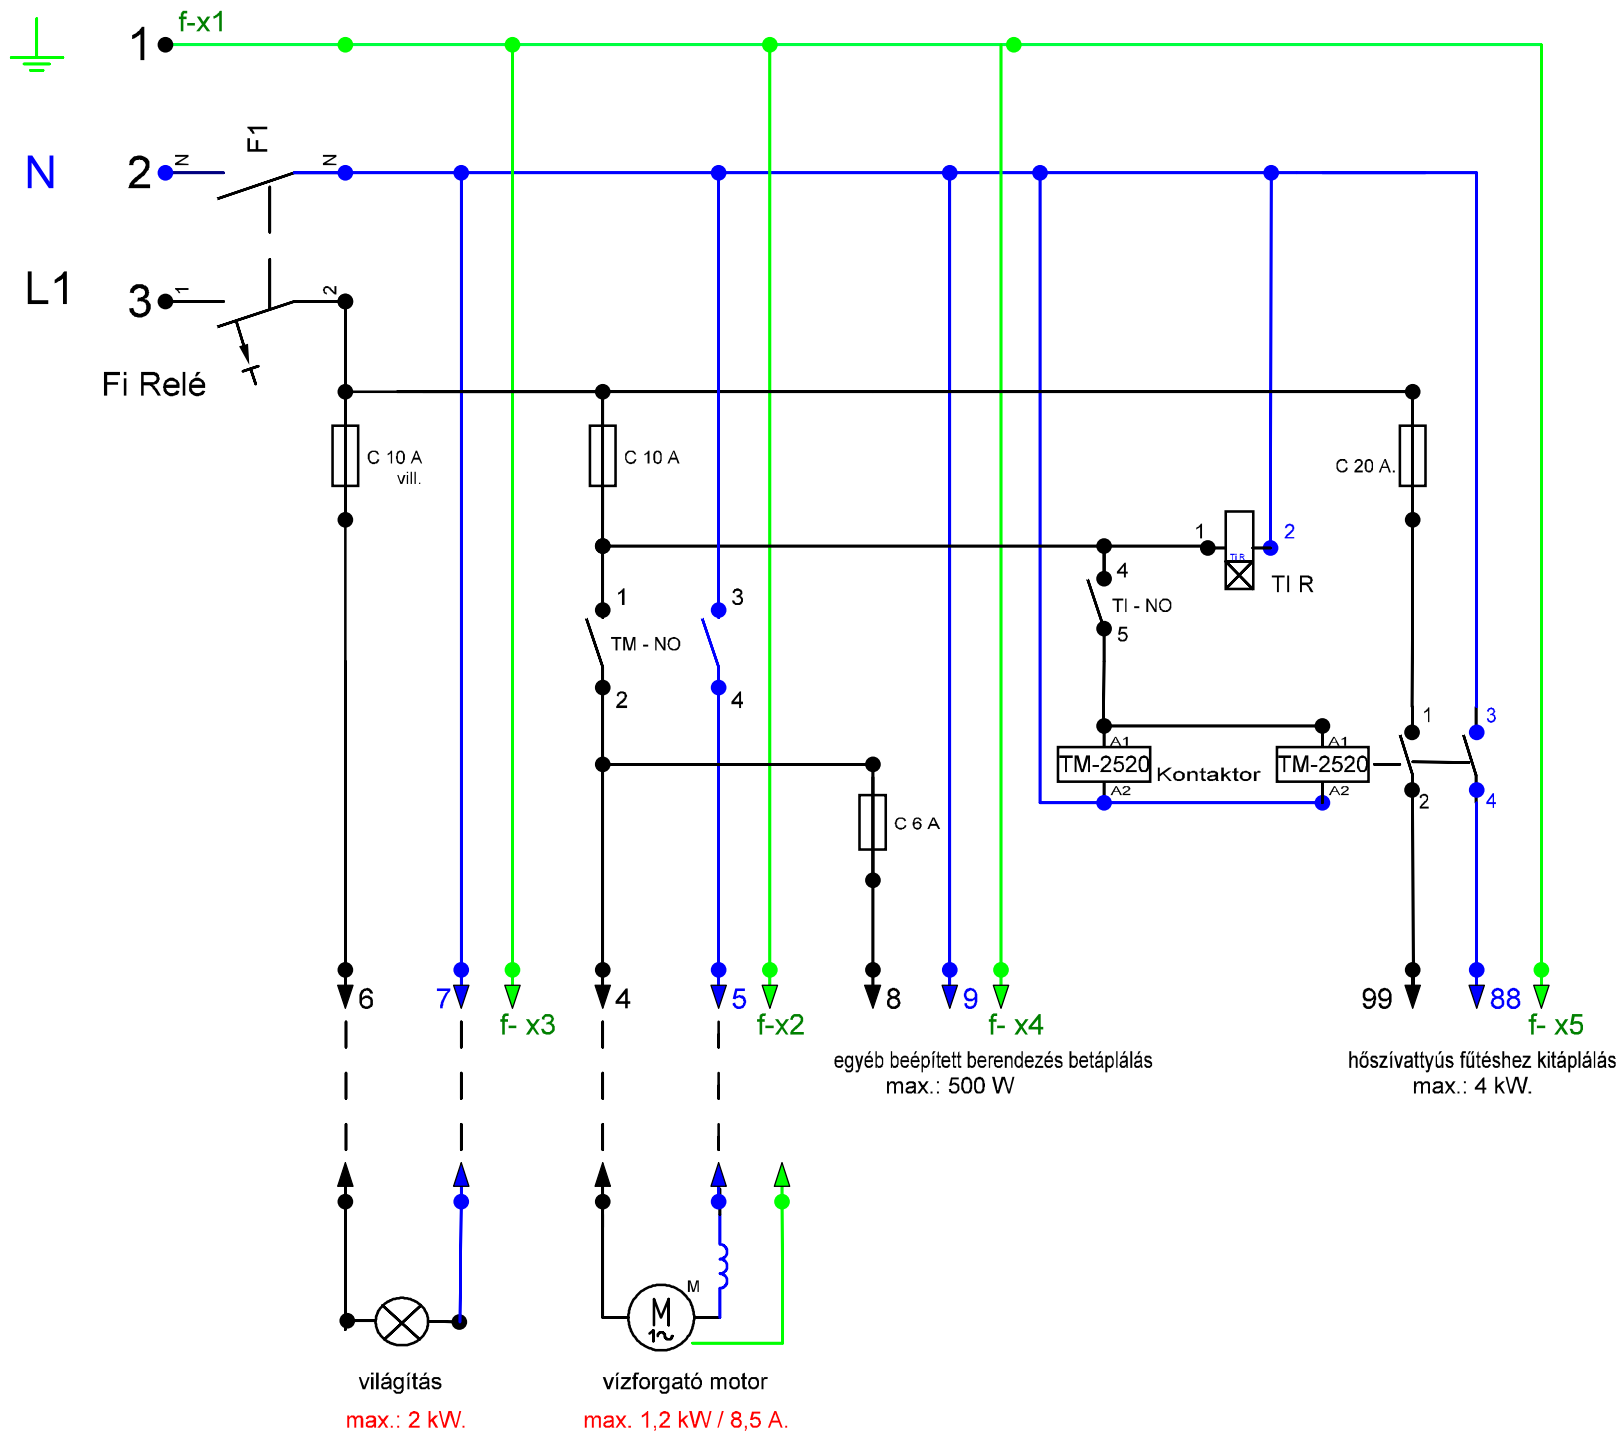 f-x1
1
F1
N 2 N N
L1 3 1 2
Fi Relé
C 10 A
vill.
C 10 A
C 20 A.
1 2
Ti R
TI R
4
TI - NO
5
1 3
TM - NO
2 4
1 3
A1 A1
TM-2520 Kontaktor TM-2520
A2 A2
2 4
C 6 A
6 7 4 5 8 9 99 88
f- x3 f-x2 f- x4 f- x5
egyéb beépített berendezés betáplálás
max.: 500 W
hőszívattyús fűtéshez kitáplálás
max.: 4 kW.
M
M
1~
világítás
max.: 2 kW.
vízforgató motor
max. 1,2 kW / 8,5 A.